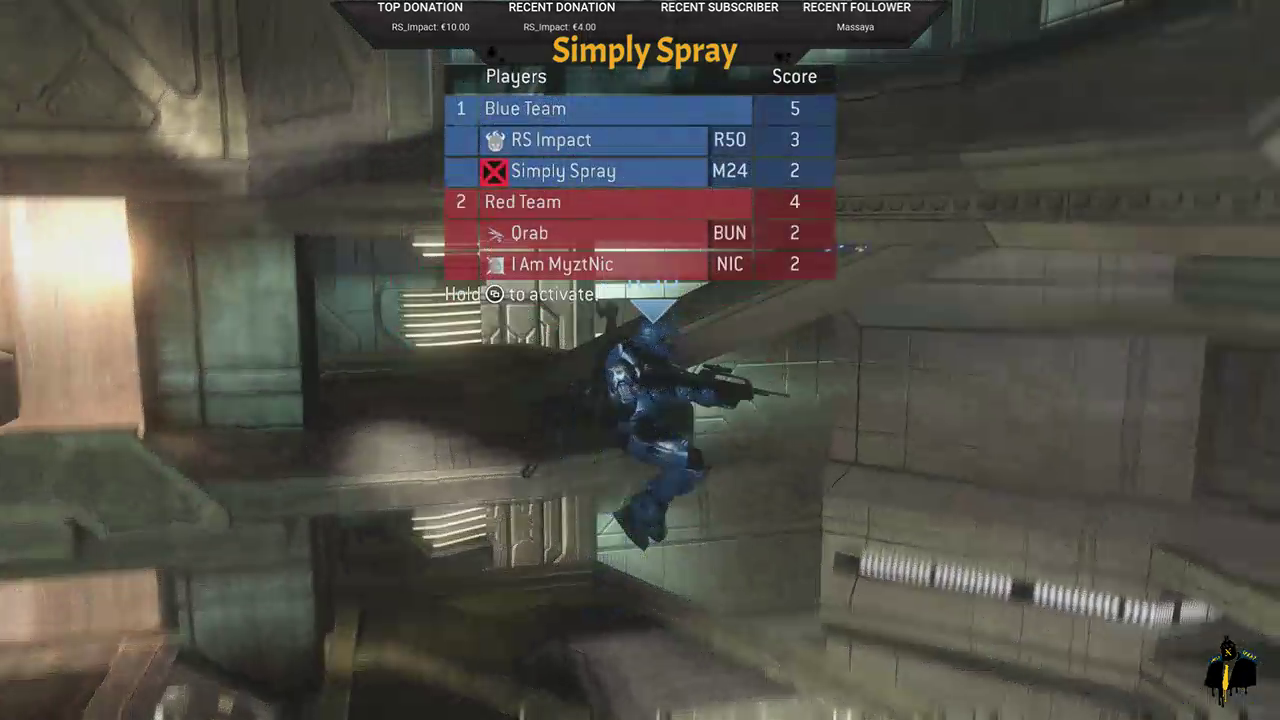 TOP DONATION RECENT DONATION RECENT SUBSCRIBER RECENT FOLLOWER
RS_Impact: €10.00 RS_Impact: €4.00 Massaya
Simply Spray
Players Score
1 Blue Team 5
RS Impact R50 3
Simply Spray M24 2
2 Red Team 4
Qrab BUN 2
I Am MyztNic NIC 2
Hold to activate!